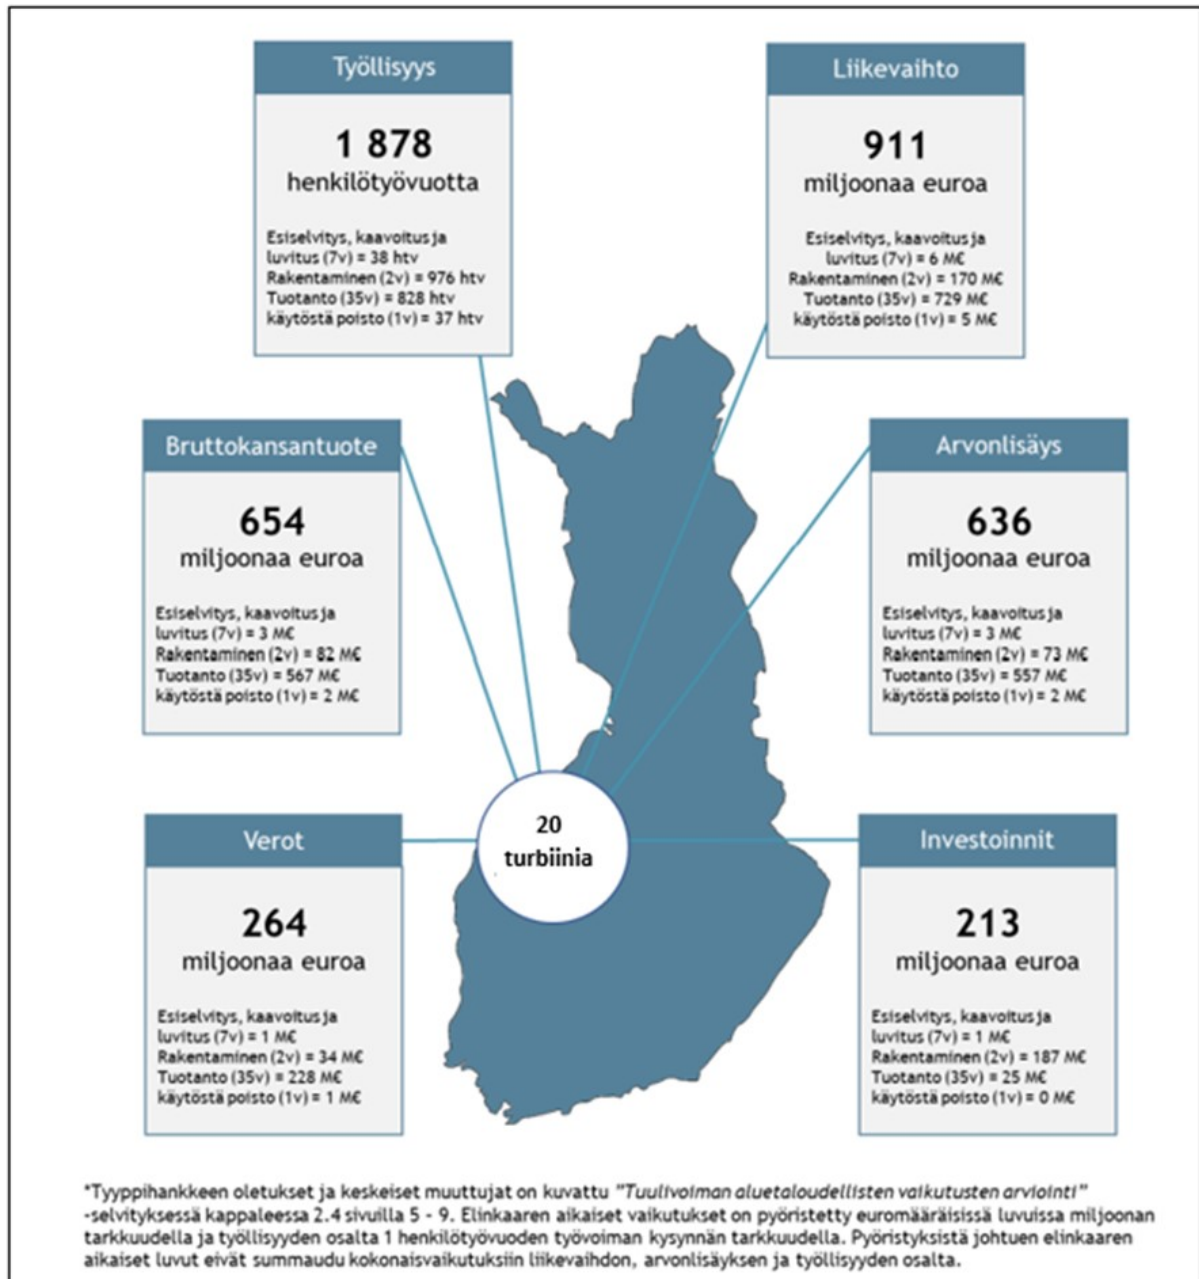 Työllisyys
1 878
henkilötyövuotta
Esiselvitys, kaavoitus ja
luvitus (7v) = 38 htv
Rakentaminen (2v) = 976 htv
Tuotanto (35v) = 828 htv
käytöstä poisto (1v) = 37 htv
Liikevaihto
911
miljoonaa euroa
Esiselvitys, kaavoitus ja
luvitus (7v) = 6 M€
Rakentaminen (2v) = 170 M€
Tuotanto (35v) = 729 M€
käytöstä poisto (1v) = 5 M€
Bruttokansantuote
654
miljoonaa euroa
Esiselvitys, kaavoitus ja
luvitus (7v) = 3 M€
Rakentaminen (2v) = 82 M€
Tuotanto (35v) = 567 M€
käytöstä poisto (1v) = 2 M€
Arvonlisäys
636
miljoonaa euroa
Esiselvitys, kaavoitus ja
luvitus (7v) = 3 M€
Rakentaminen (2v) = 73 M€
Tuotanto (35v) = 557 M€
käytöstä poisto (1v) = 2 M€
20
turbiinia
Verot
264
miljoonaa euroa
Esiselvitys, kaavoitus ja
luvitus (7v) = 1 M€
Rakentaminen (2v) = 34 M€
Tuotanto (35v) = 228 M€
käytöstä poisto (1v) = 1 M€
Investoinnit
213
miljoonaa euroa
Esiselvitys, kaavoitus ja
luvitus (7v) = 1 M€
Rakentaminen (2v) = 187 M€
Tuotanto (35v) = 25 M€
käytöstä poisto (1v) = 0 M€
*Tyyppihankkeen oletukset ja keskeiset muuttujat on kuvattu "Tuulivoiman aluetaloudellisten vaikutusten arviointi"
-selvityksessä kappaleessa 2.4 sivuilla 5 - 9. Elinkaaren aikaiset vaikutukset on pyöristetty euromääräisissä luvuissa miljoonan
tarkkuudella ja työllisyyden osalta 1 henkilötyövuoden työvoiman kysynnän tarkkuudella. Pyöristyksistä johtuen elinkaaren
aikaiset luvut eivät summaudu kokonaisvaikutuksiin liikevaihdon, arvonlisäyksen ja työllisyyden osalta.